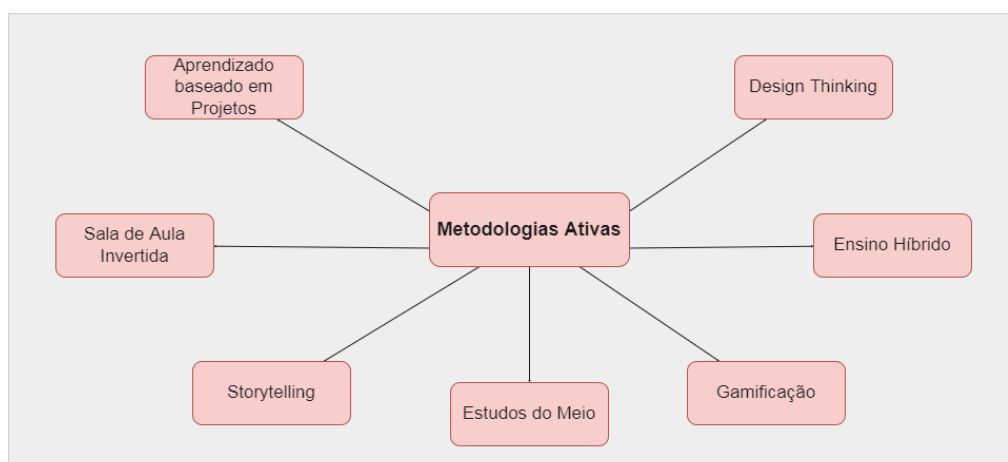 Aprendizado
baseado em
Projetos
Design Thinking
Metodologias Ativas
Sala de Aula
Invertida
Ensino Híbrido
Storytelling
Estudos do Meio
Gamificação